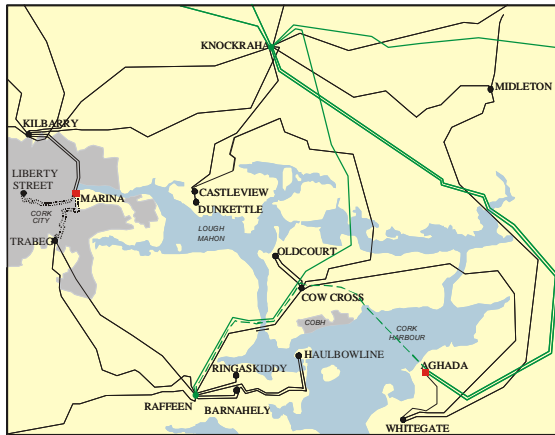 KNOCKRAHA
MIDLETON
KILBARRY
LIBERTY
STREET
MARINA
CORK
CITY
TRABEG
CASTLEVIEW
DUNKETTLE
LOUGH
MAHON
OLDCOURT
COW CROSS
COBH
CORK
HARBOUR
HAULBOWLINE
AGHADA
RINGASKIDDY
RAFFEEN
BARNAHELY
WHITEGATE